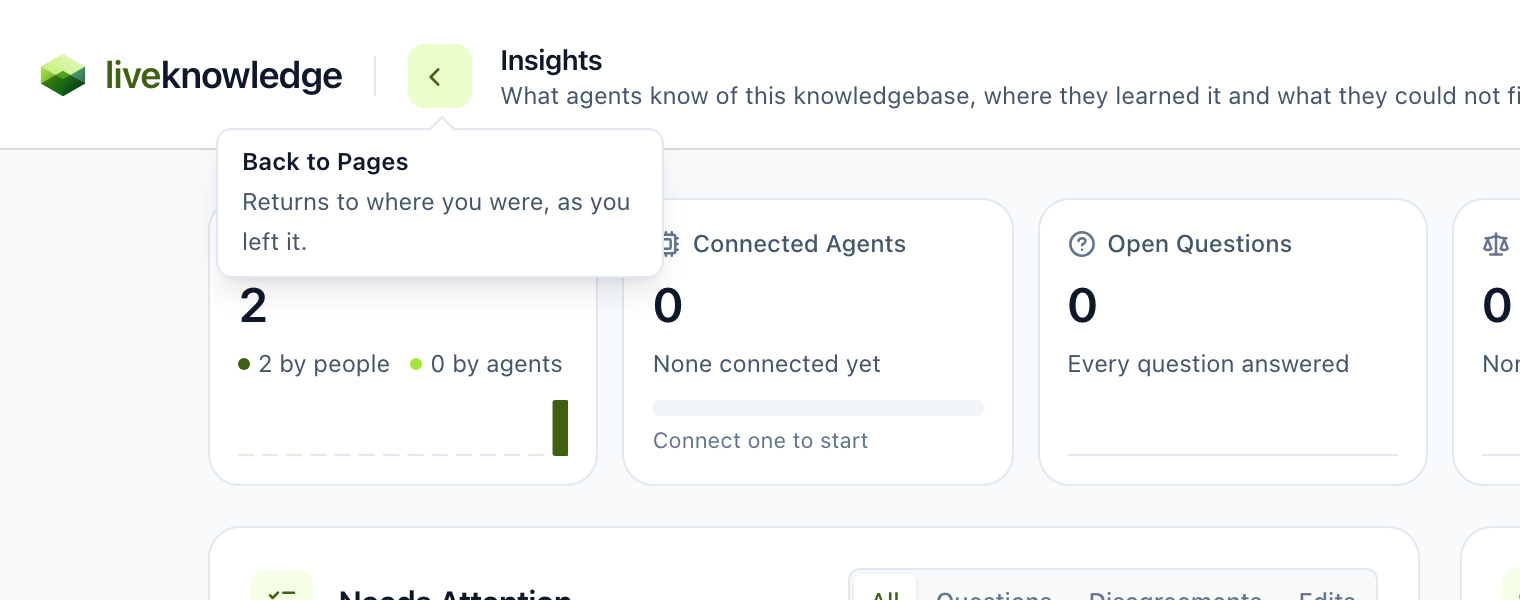 liveknowledge
Insights
What agents know of this knowledgebase, where they learned it and what they could not
Back to Pages
Returns to where you were, as you
left it.
Connected Agents
Open Questions
2
0
0
0
2 by people 0 by agents
None connected yet
Every question answered
Connect one to start
Needs Attention
All Questions Disagreements Edits